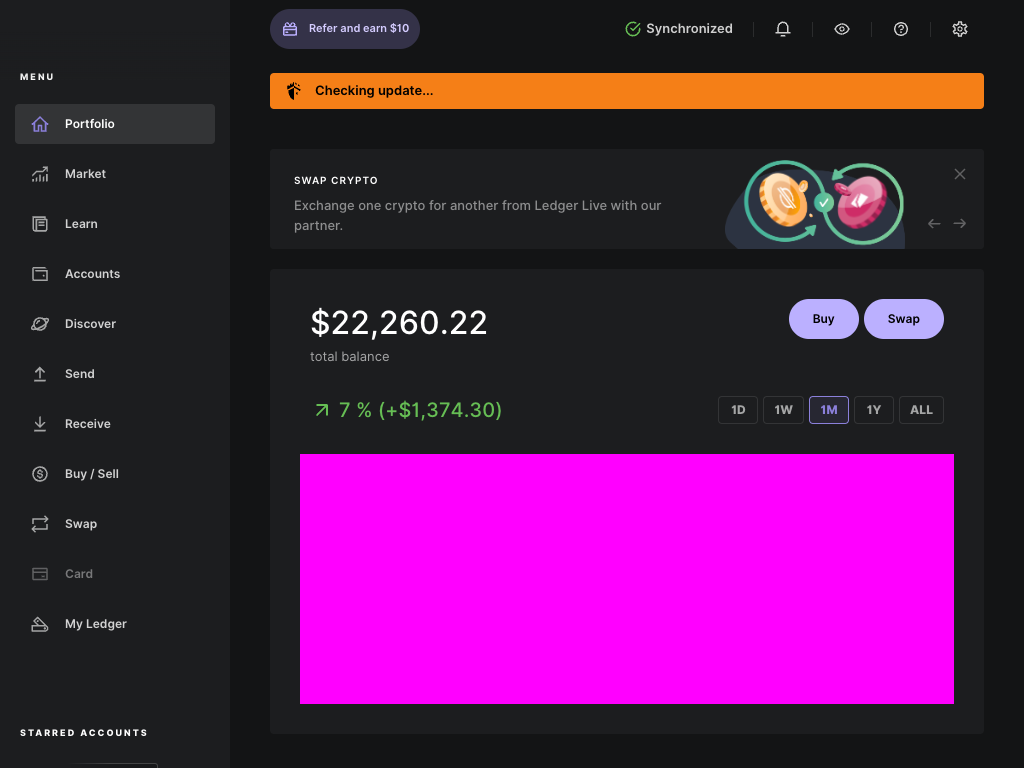 Refer and earn $10
Synchronized
MENU
Checking update...
Portfolio
Market
Learn
Accounts
Discover
Send
Receive
Buy / Sell
Swap
Card
My Ledger
STARRED ACCOUNTS
SWAP CRYPTO
Exchange one crypto for another from Ledger Live with our
partner.
$22,260.22
total balance
Buy
Swap
7 % (+$1,374.30)
1D
1W
1M
1Y
ALL